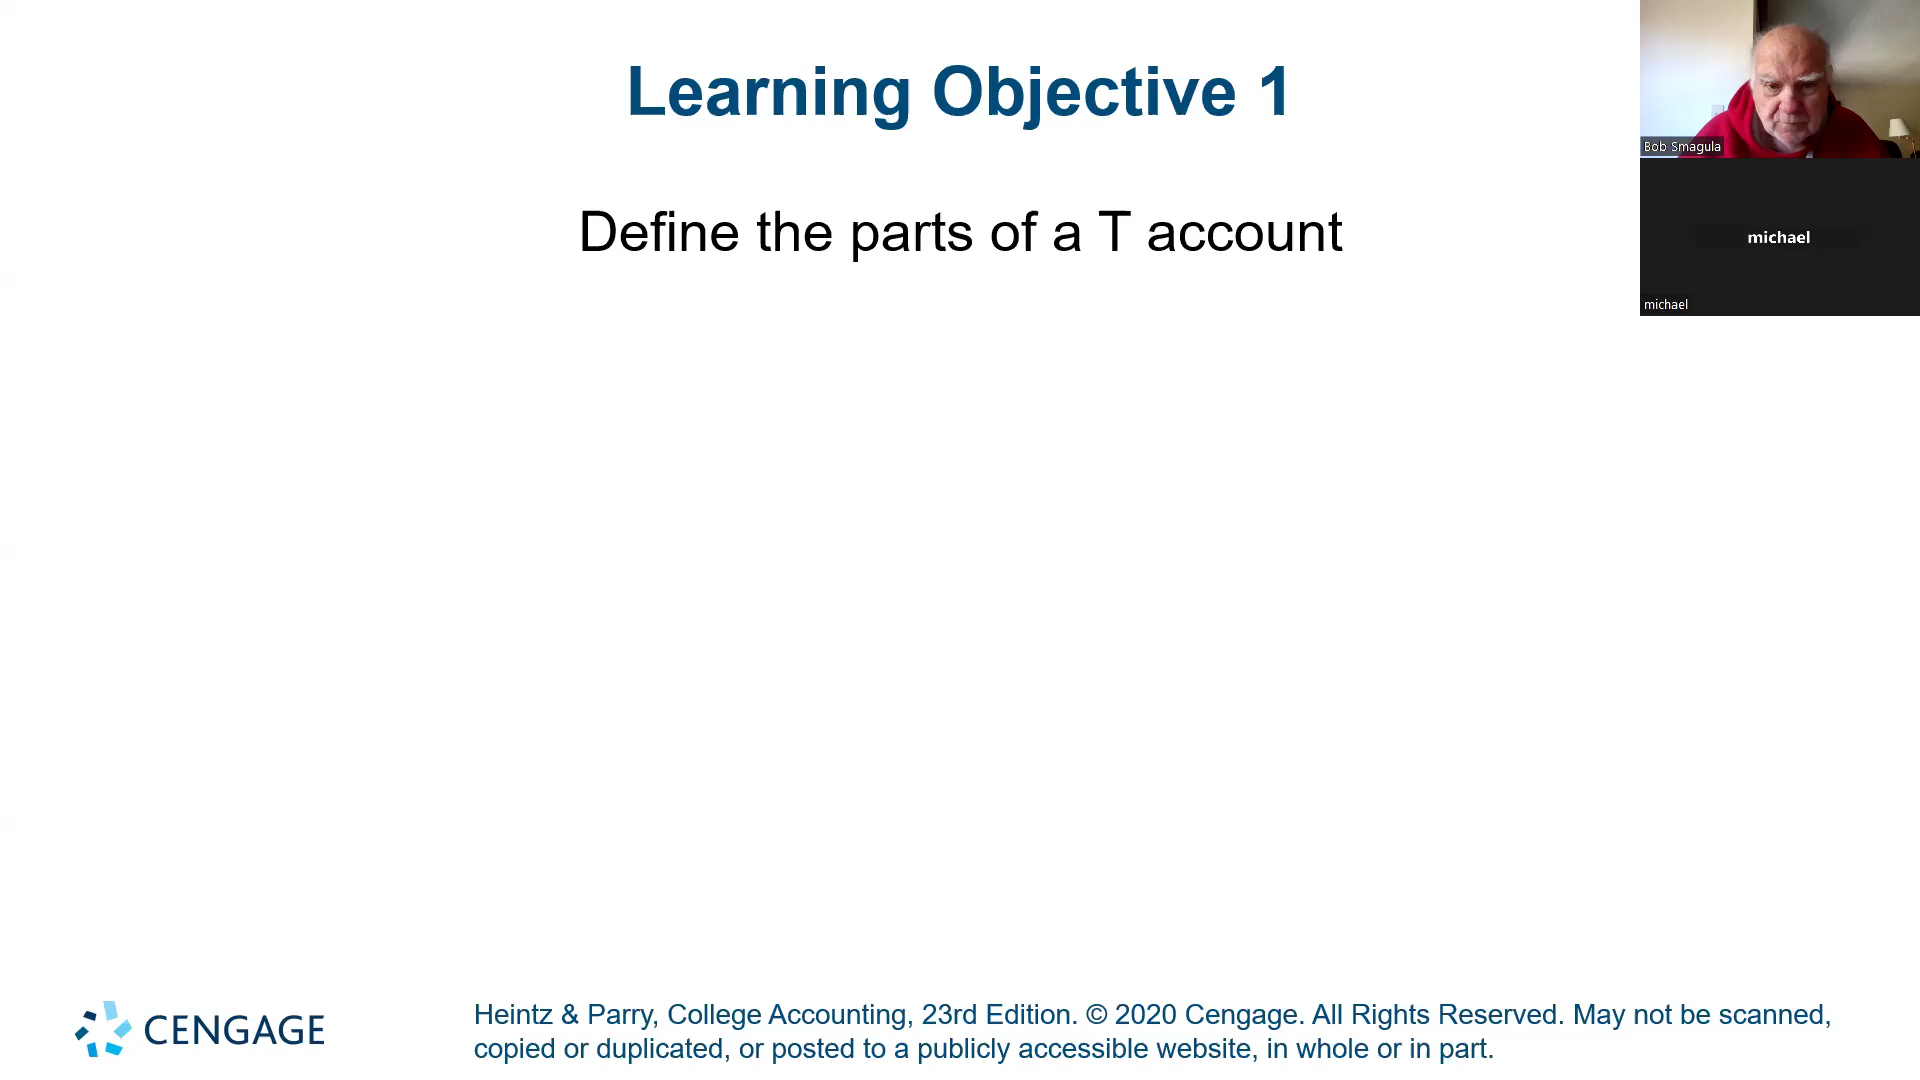 Learning Objective 1
Define the parts of a T account
Bob Smagula
michael
michael
CENGAGE
Heintz & Parry, College Accounting, 23rd Edition. © 2020 Cengage. All Rights Reserved. May not be scanned,
copied or duplicated, or posted to a publicly accessible website, in whole or in part.